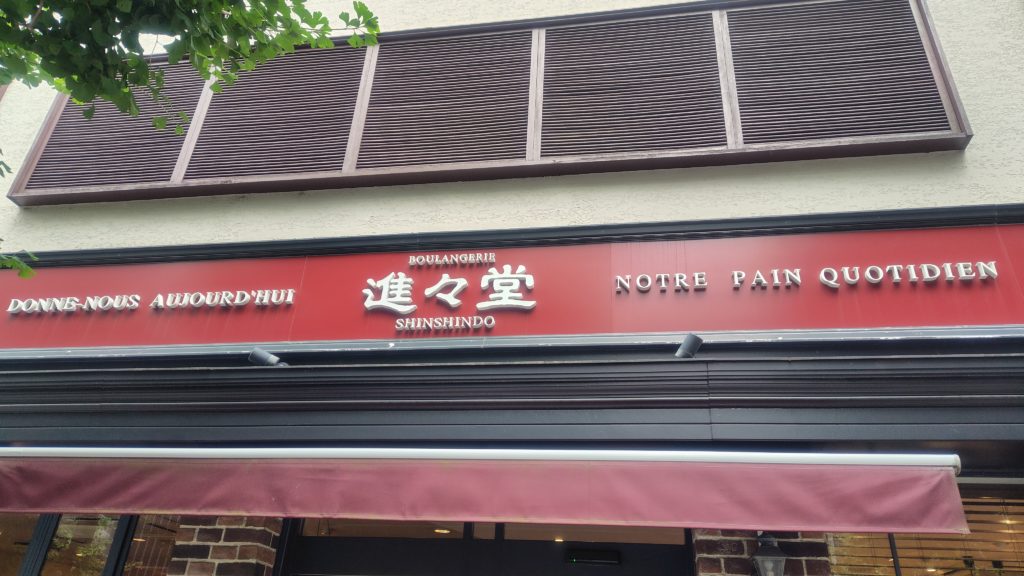 DONNE-NOUS AUJOURD'HUI
BOULANGERIE
進々堂
SHINSHINDO
NOTRE PAIN QUOTIDIEN